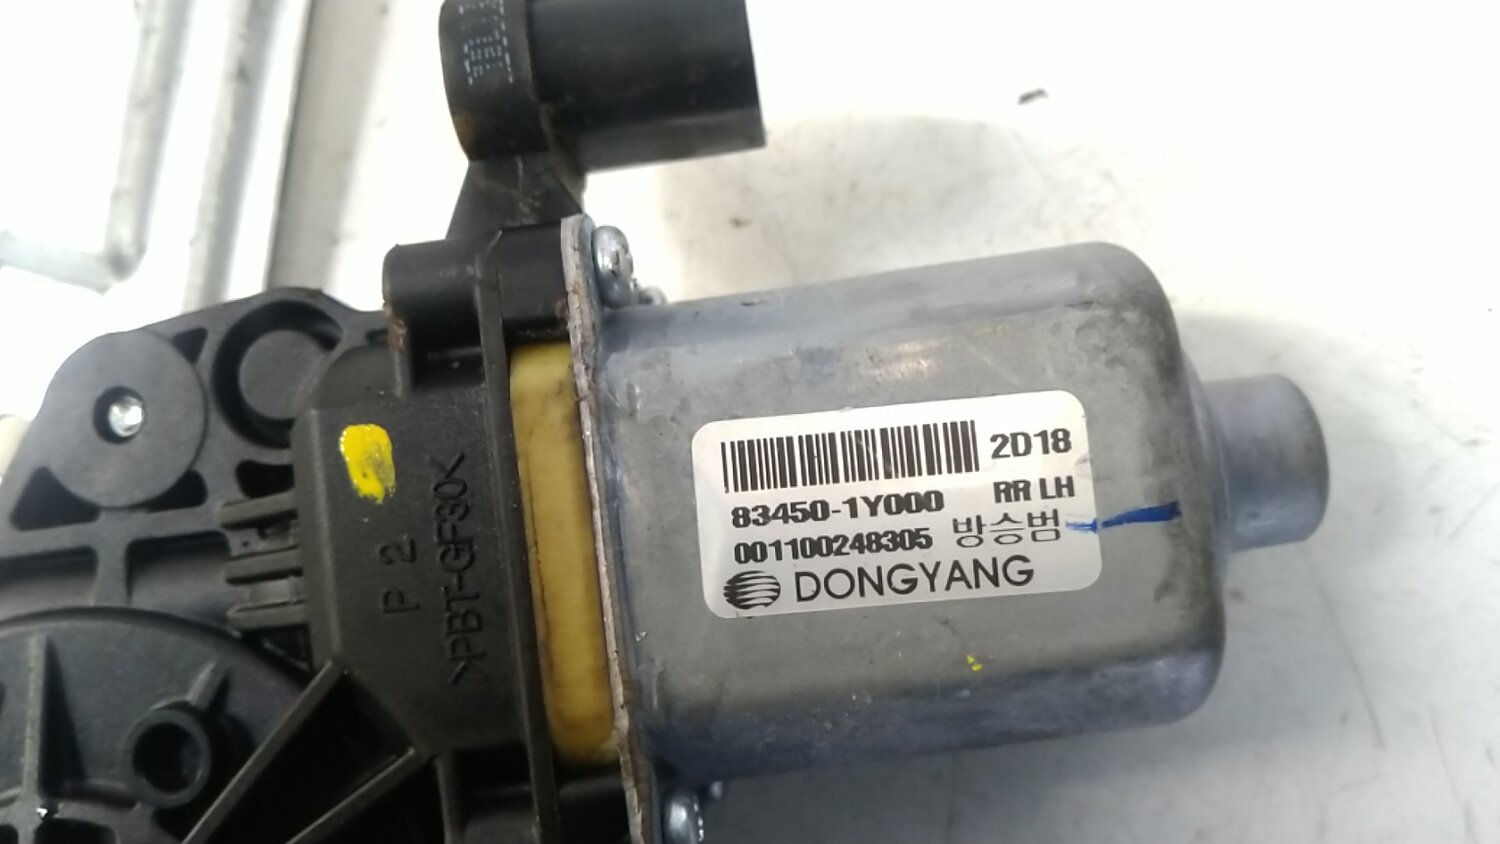 2D18
83450-1Y000 RR LH
001100248305 방승범
DONGYANG
P 2
>PBT-GF30<